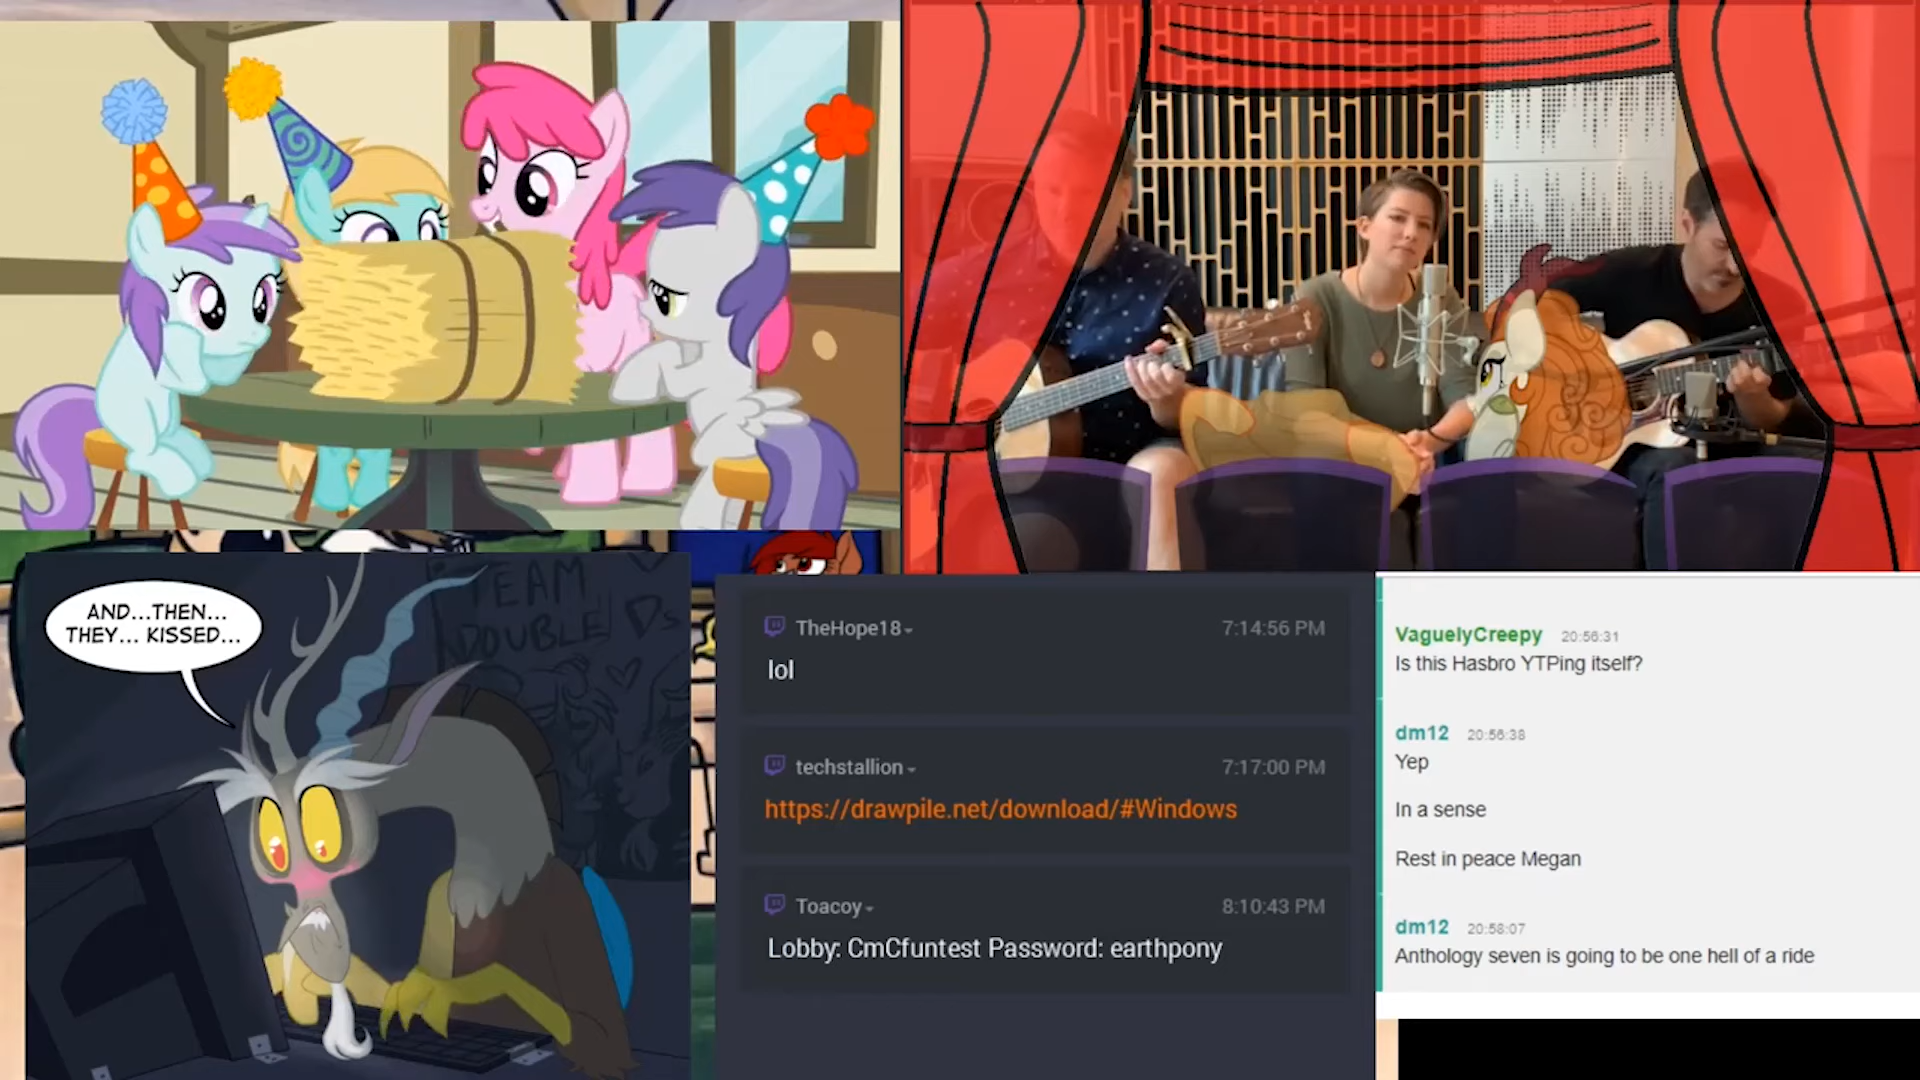 AND...THEN...
THEY... KISSED...
TEAM
DOUBLE Ds
TheHope18
7:14:56 PM
lol
techstallion
7:17:00 PM
https://drawpile.net/download/#Windows
Toacoy
8:10:43 PM
Lobby: CmCfuntest Password: earthpony
VaguelyCreepy 20:56:31
Is this Hasbro YTPing itself?
dm12 20:56:38
Yep
In a sense
Rest in peace Megan
dm12 20:58:07
Anthology seven is going to be one hell of a ride